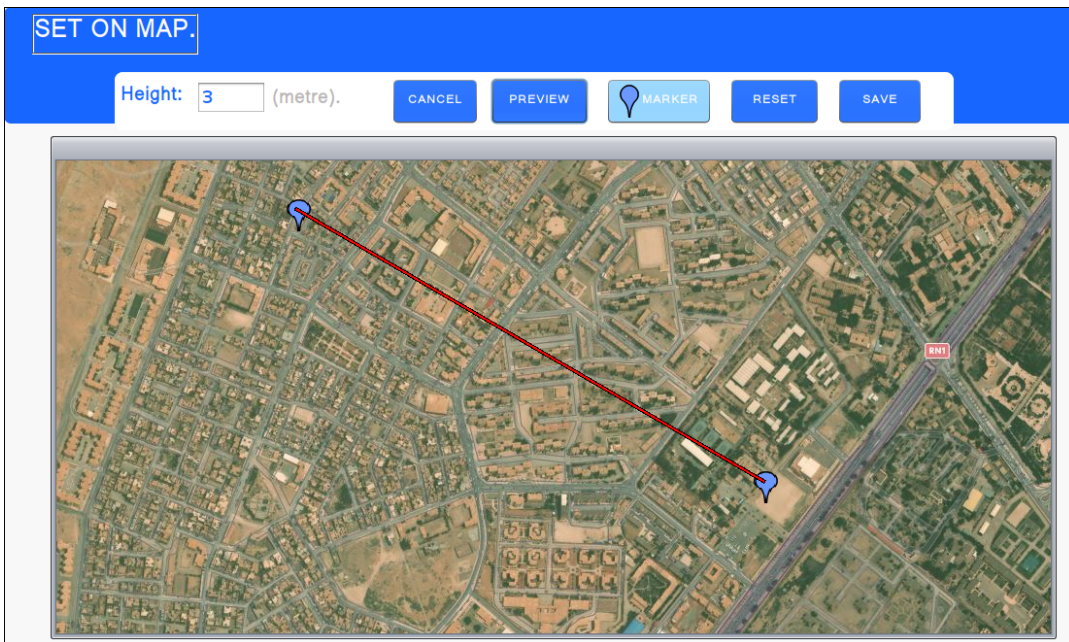 SET ON MAP.
Height: 3 (metre).
CANCEL
PREVIEW
MARKER
RESET
SAVE
RN1